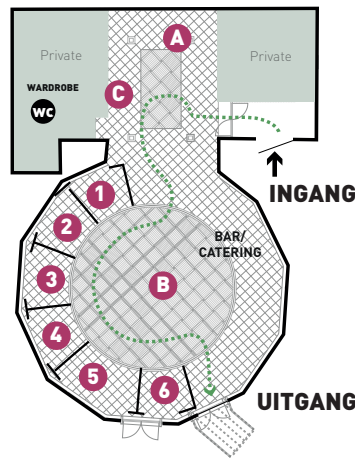 Private
A
Private
WARDROBE
C
WC
INGANG
1
2
BAR/
CATERING
3
B
4
5
6
UITGANG